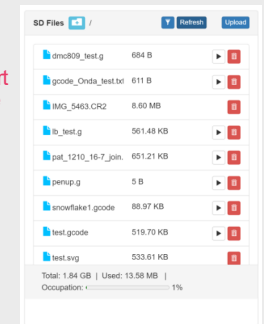 SD Files /
Refresh
Upload
rt
dmc809_test.g 684 B
gcode_Onda_test.txt 611 B
IMG_5463.CR2 8.60 MB
lb_test.g 561.48 KB
pat_1210_16-7_join. 651.21 KB
penup.g 5 B
snowflake1.gcode 88.97 KB
test.gcode 519.70 KB
test.svg 533.61 KB
Total: 1.84 GB | Used: 13.58 MB |
Occupation: 1%